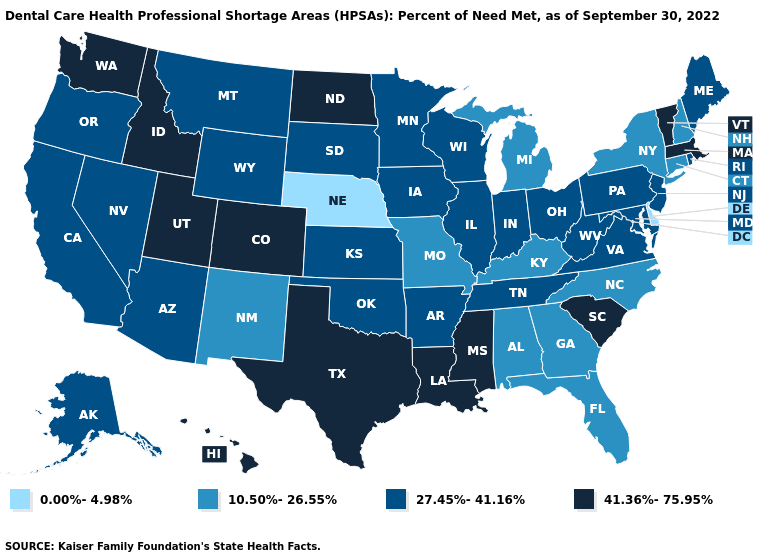 Dental Care Health Professional Shortage Areas (HPSAs): Percent of Need Met, as of September 30, 2022
WA
MT
ND
MN
ME
OR
ID
SD
WI
MI
NY
VT
NH
MA
RI
CT
NJ
DE
MD
DC
WY
NE
IA
PA
NV
UT
CO
KS
IL
IN
OH
WV
VA
CA
MO
KY
AZ
NM
OK
AR
TN
NC
SC
TX
LA
MS
AL
GA
FL
AK
HI
0.00%- 4.98%
10.50%- 26.55%
27.45%- 41.16%
41.36%- 75.95%
SOURCE: Kaiser Family Foundation's State Health Facts.